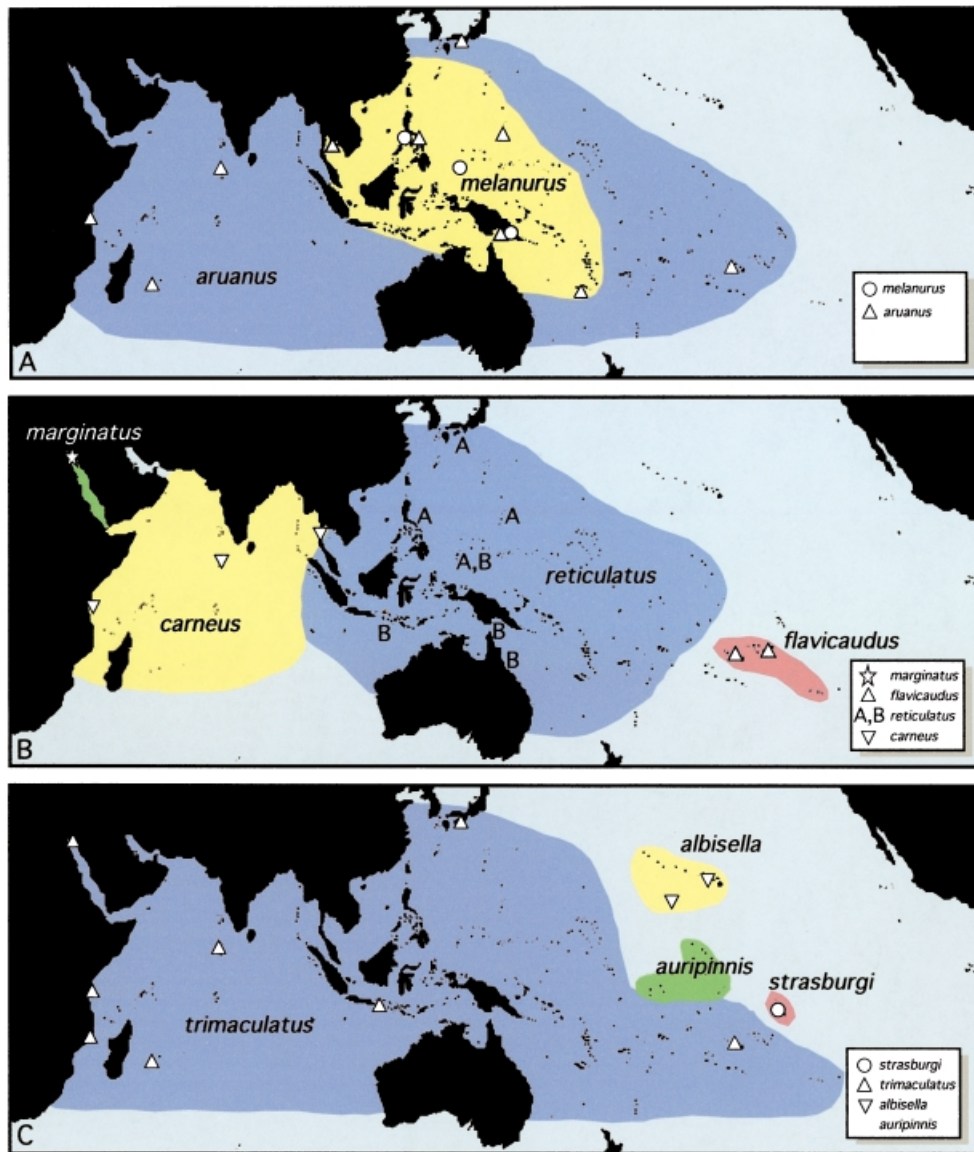 melanurus
aruanus
melanurus
aruanus
A
marginatus
A
A
A
A,B
reticulatus
carneus
B
B
B
flavicaudus
marginatus
flavicaudus
A,B reticulatus
carneus
B
albisella
auripinnis
strasburgi
trimaculatus
strasburgi
trimaculatus
albisella
auripinnis
C